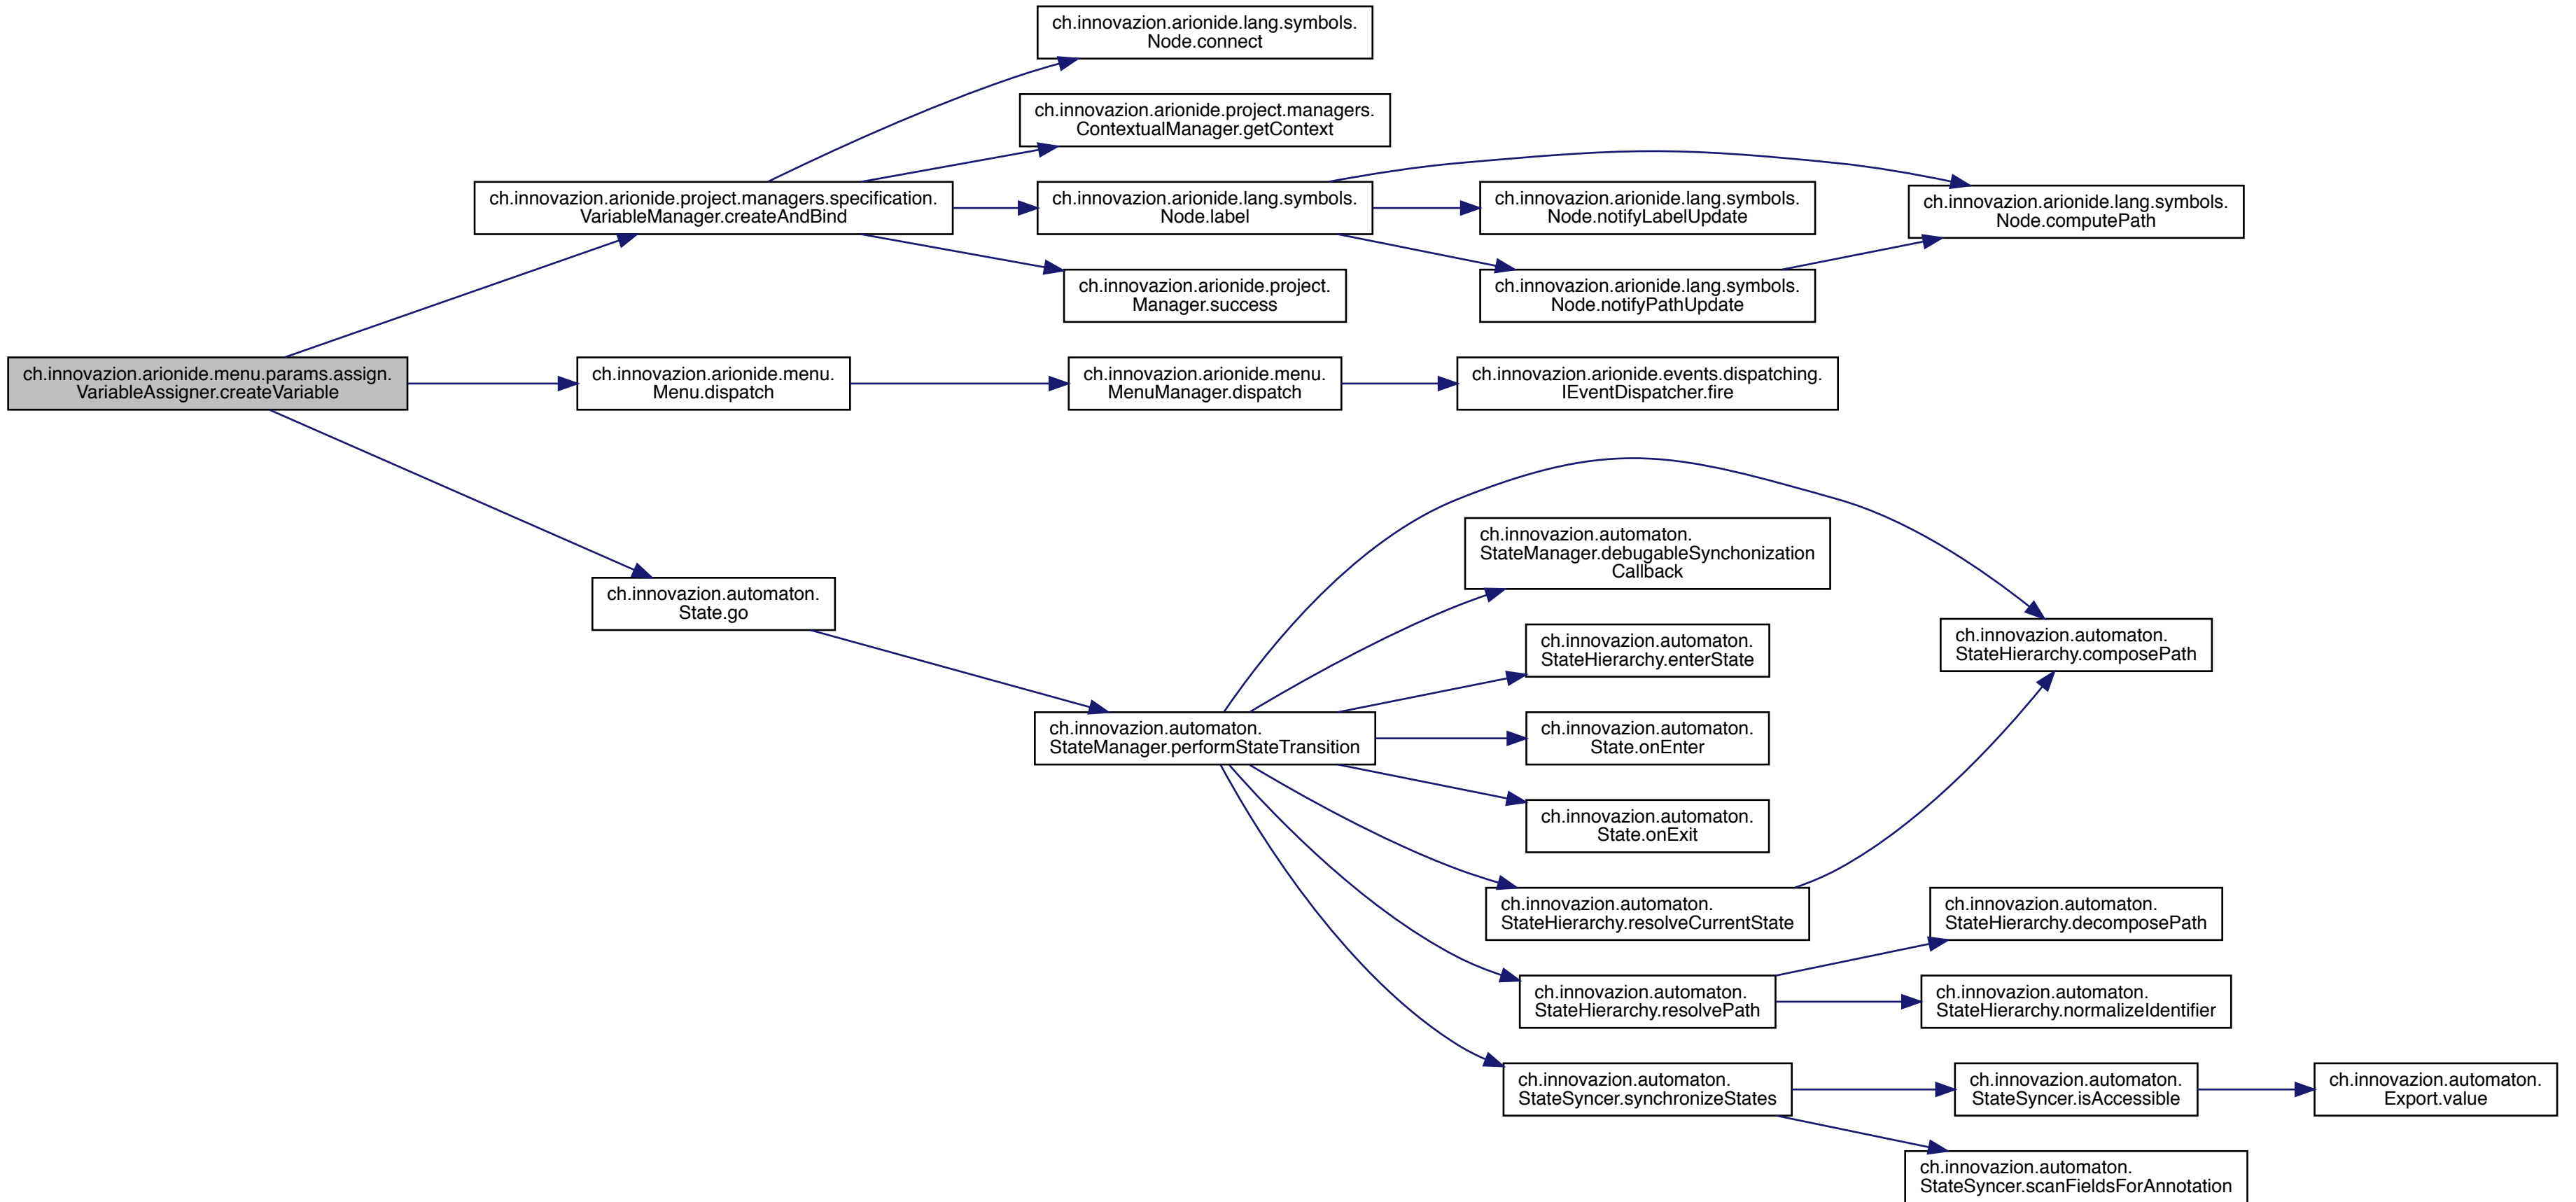 ch.innovazion.arionide.lang.symbols.
Node.connect
ch.innovazion.arionide.project.managers.
ContextualManager.getContext
ch.innovazion.arionide.project.managers.specification.
VariableManager.createAndBind
ch.innovazion.arionide.lang.symbols.
Node.label
ch.innovazion.arionide.lang.symbols.
Node.notifyLabelUpdate
ch.innovazion.arionide.lang.symbols.
Node.computePath
ch.innovazion.arionide.project.
Manager.success
ch.innovazion.arionide.lang.symbols.
Node.notifyPathUpdate
ch.innovazion.arionide.menu.params.assign.
VariableAssigner.createVariable
ch.innovazion.arionide.menu.
Menu.dispatch
ch.innovazion.arionide.menu.
MenuManager.dispatch
ch.innovazion.arionide.events.dispatching.
IEventDispatcher.fire
ch.innovazion.automaton.
StateManager.debugableSynchonization
Callback
ch.innovazion.automaton.
State.go
ch.innovazion.automaton.
StateHierarchy.enterState
ch.innovazion.automaton.
StateHierarchy.composePath
ch.innovazion.automaton.
StateManager.performStateTransition
ch.innovazion.automaton.
State.onEnter
ch.innovazion.automaton.
State.onExit
ch.innovazion.automaton.
StateHierarchy.resolveCurrentState
ch.innovazion.automaton.
StateHierarchy.decomposePath
ch.innovazion.automaton.
StateHierarchy.resolvePath
ch.innovazion.automaton.
StateHierarchy.normalizeIdentifier
ch.innovazion.automaton.
StateSyncer.synchronizeStates
ch.innovazion.automaton.
StateSyncer.isAccessible
ch.innovazion.automaton.
Export.value
ch.innovazion.automaton.
StateSyncer.scanFieldsForAnnotation